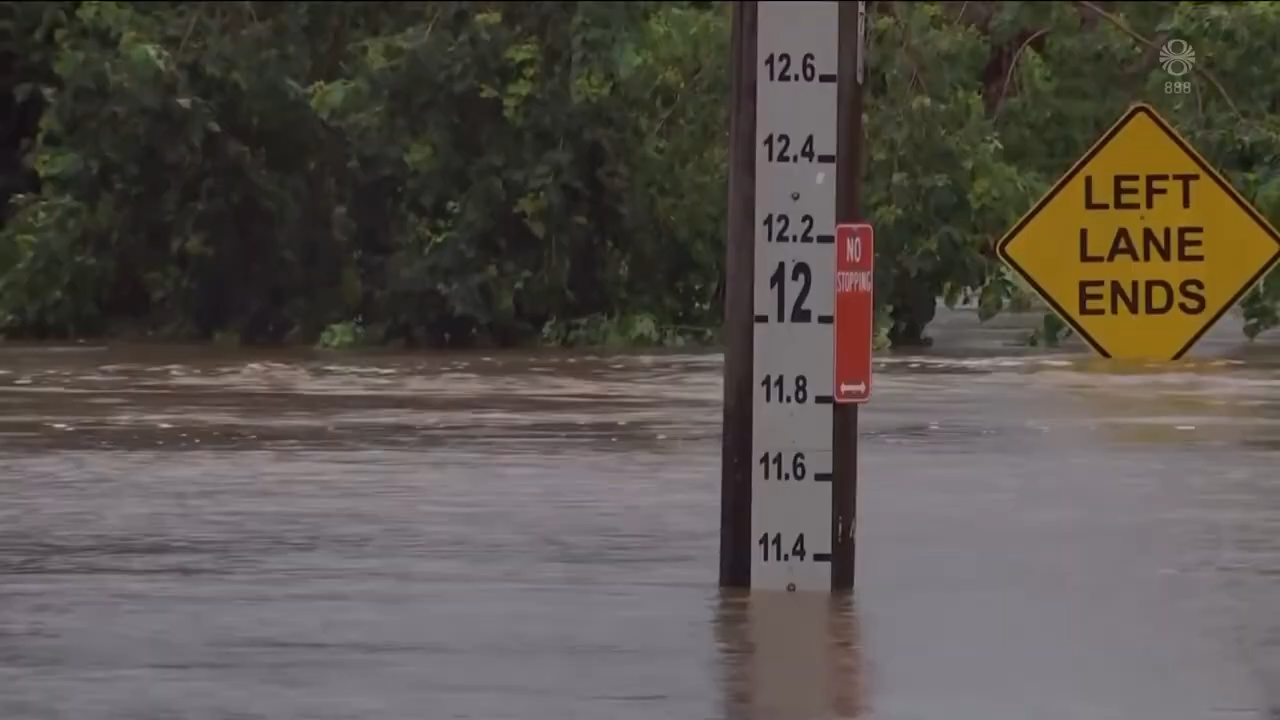 12.6
12.4
12.2
12
11.8
11.6
11.4
NO
STOPPING
LEFT
LANE
ENDS
888